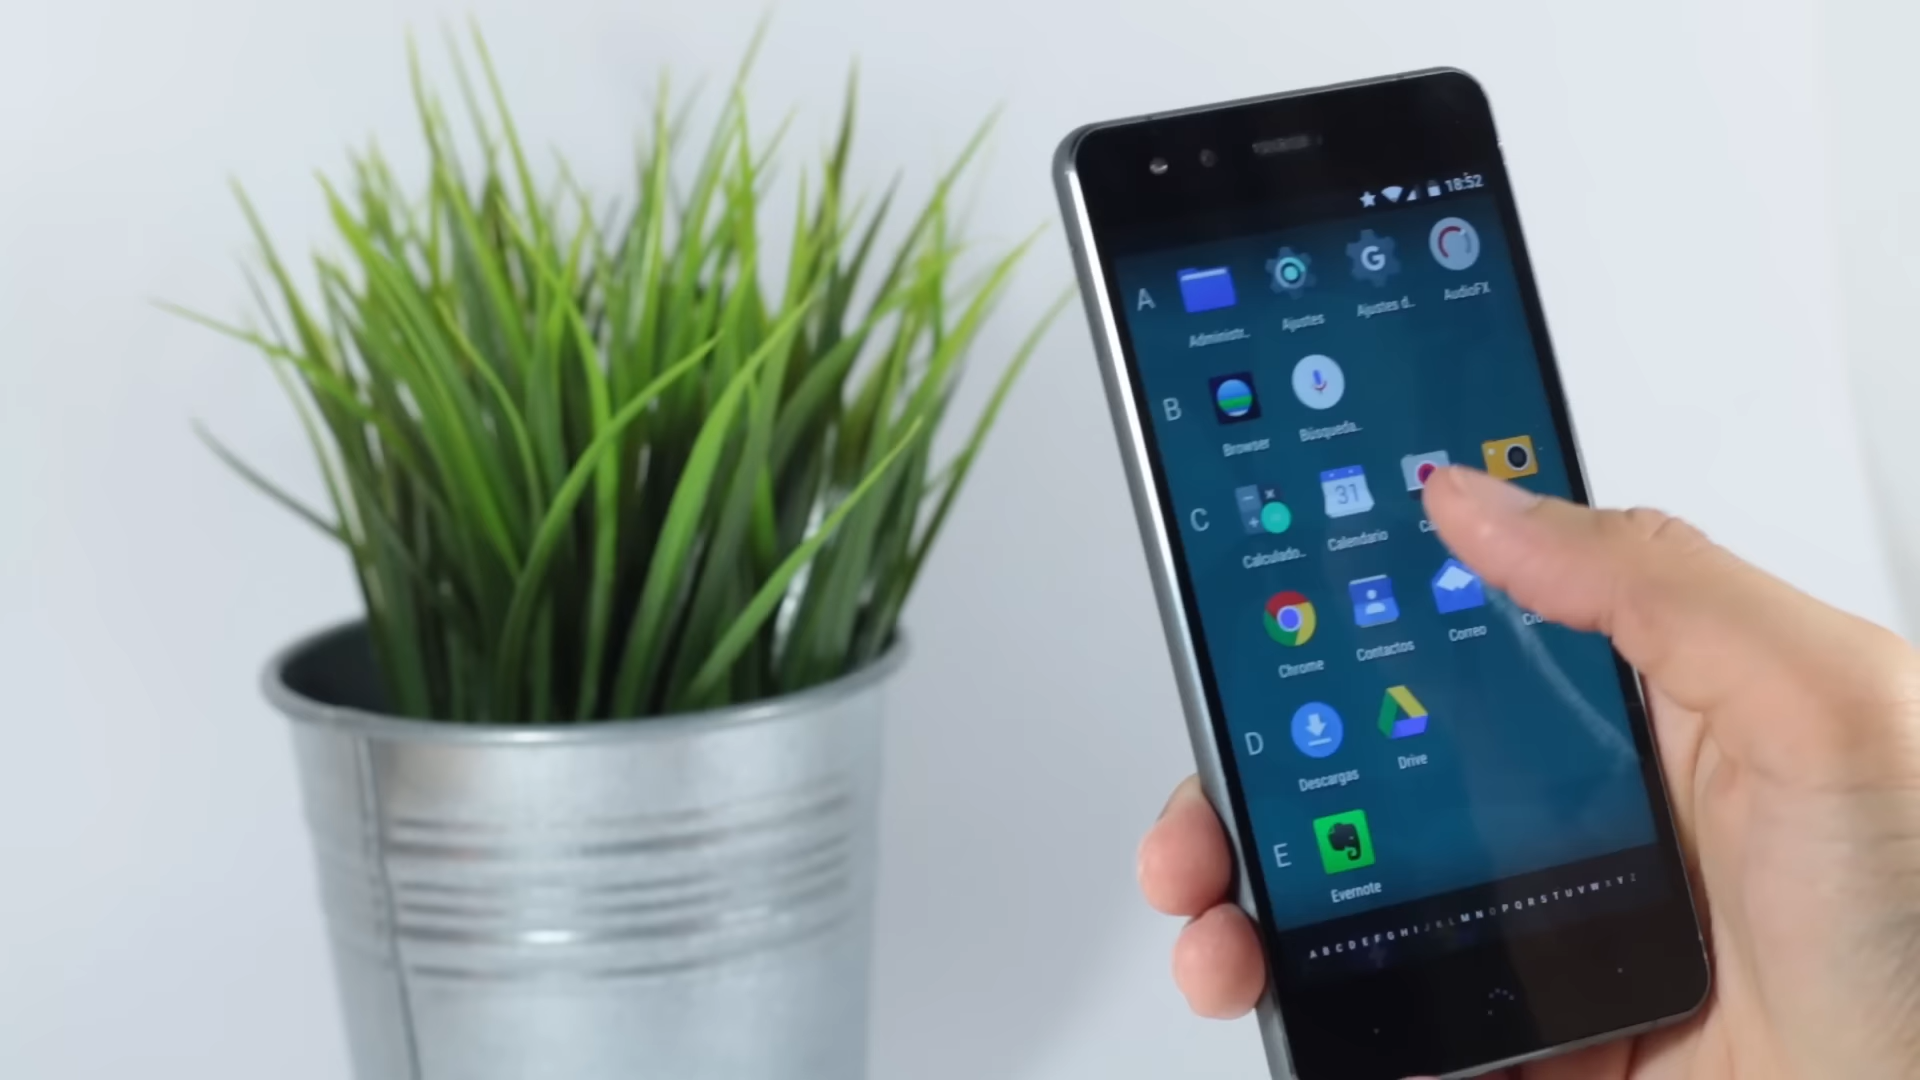 18:52
A
Administr..
Ajustes
Ajustes d..
AudioFX
B
Browser
Búsqueda..
C
Calculado..
31
Calendario
Chrome
Contactos
Correo
D
Descargas
Drive
E
Evernote
A B C D E F G H I J K L M N O P Q R S T U V W X Y Z